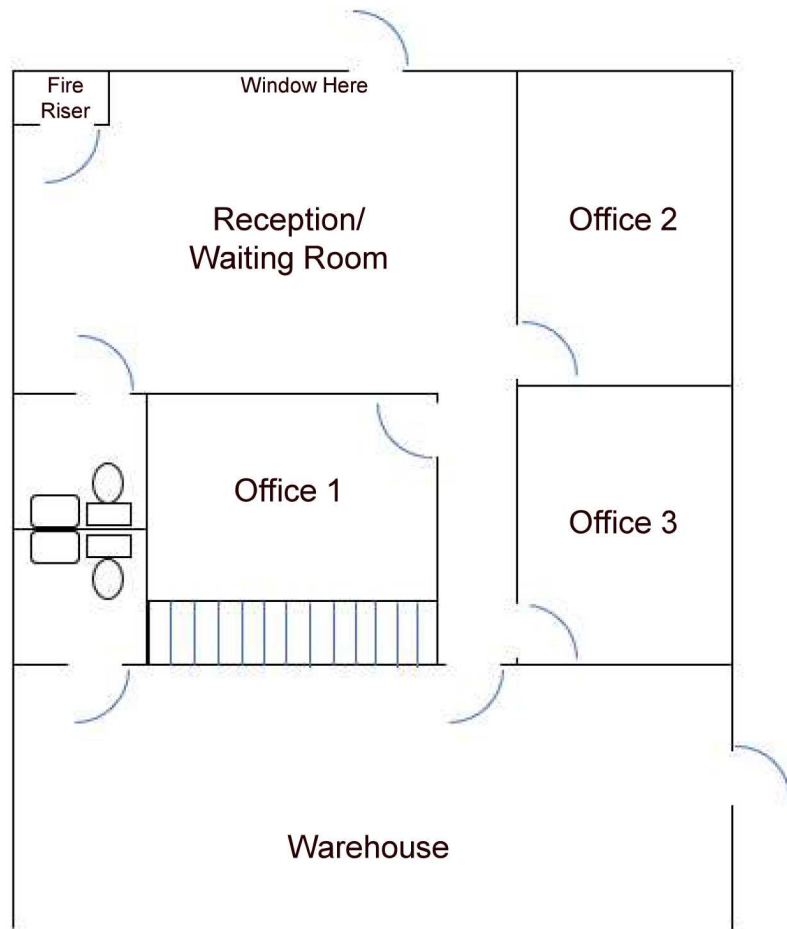 Fire
Riser
Window Here
Reception/
Waiting Room
Office 2
Office 1
Office 3
Warehouse